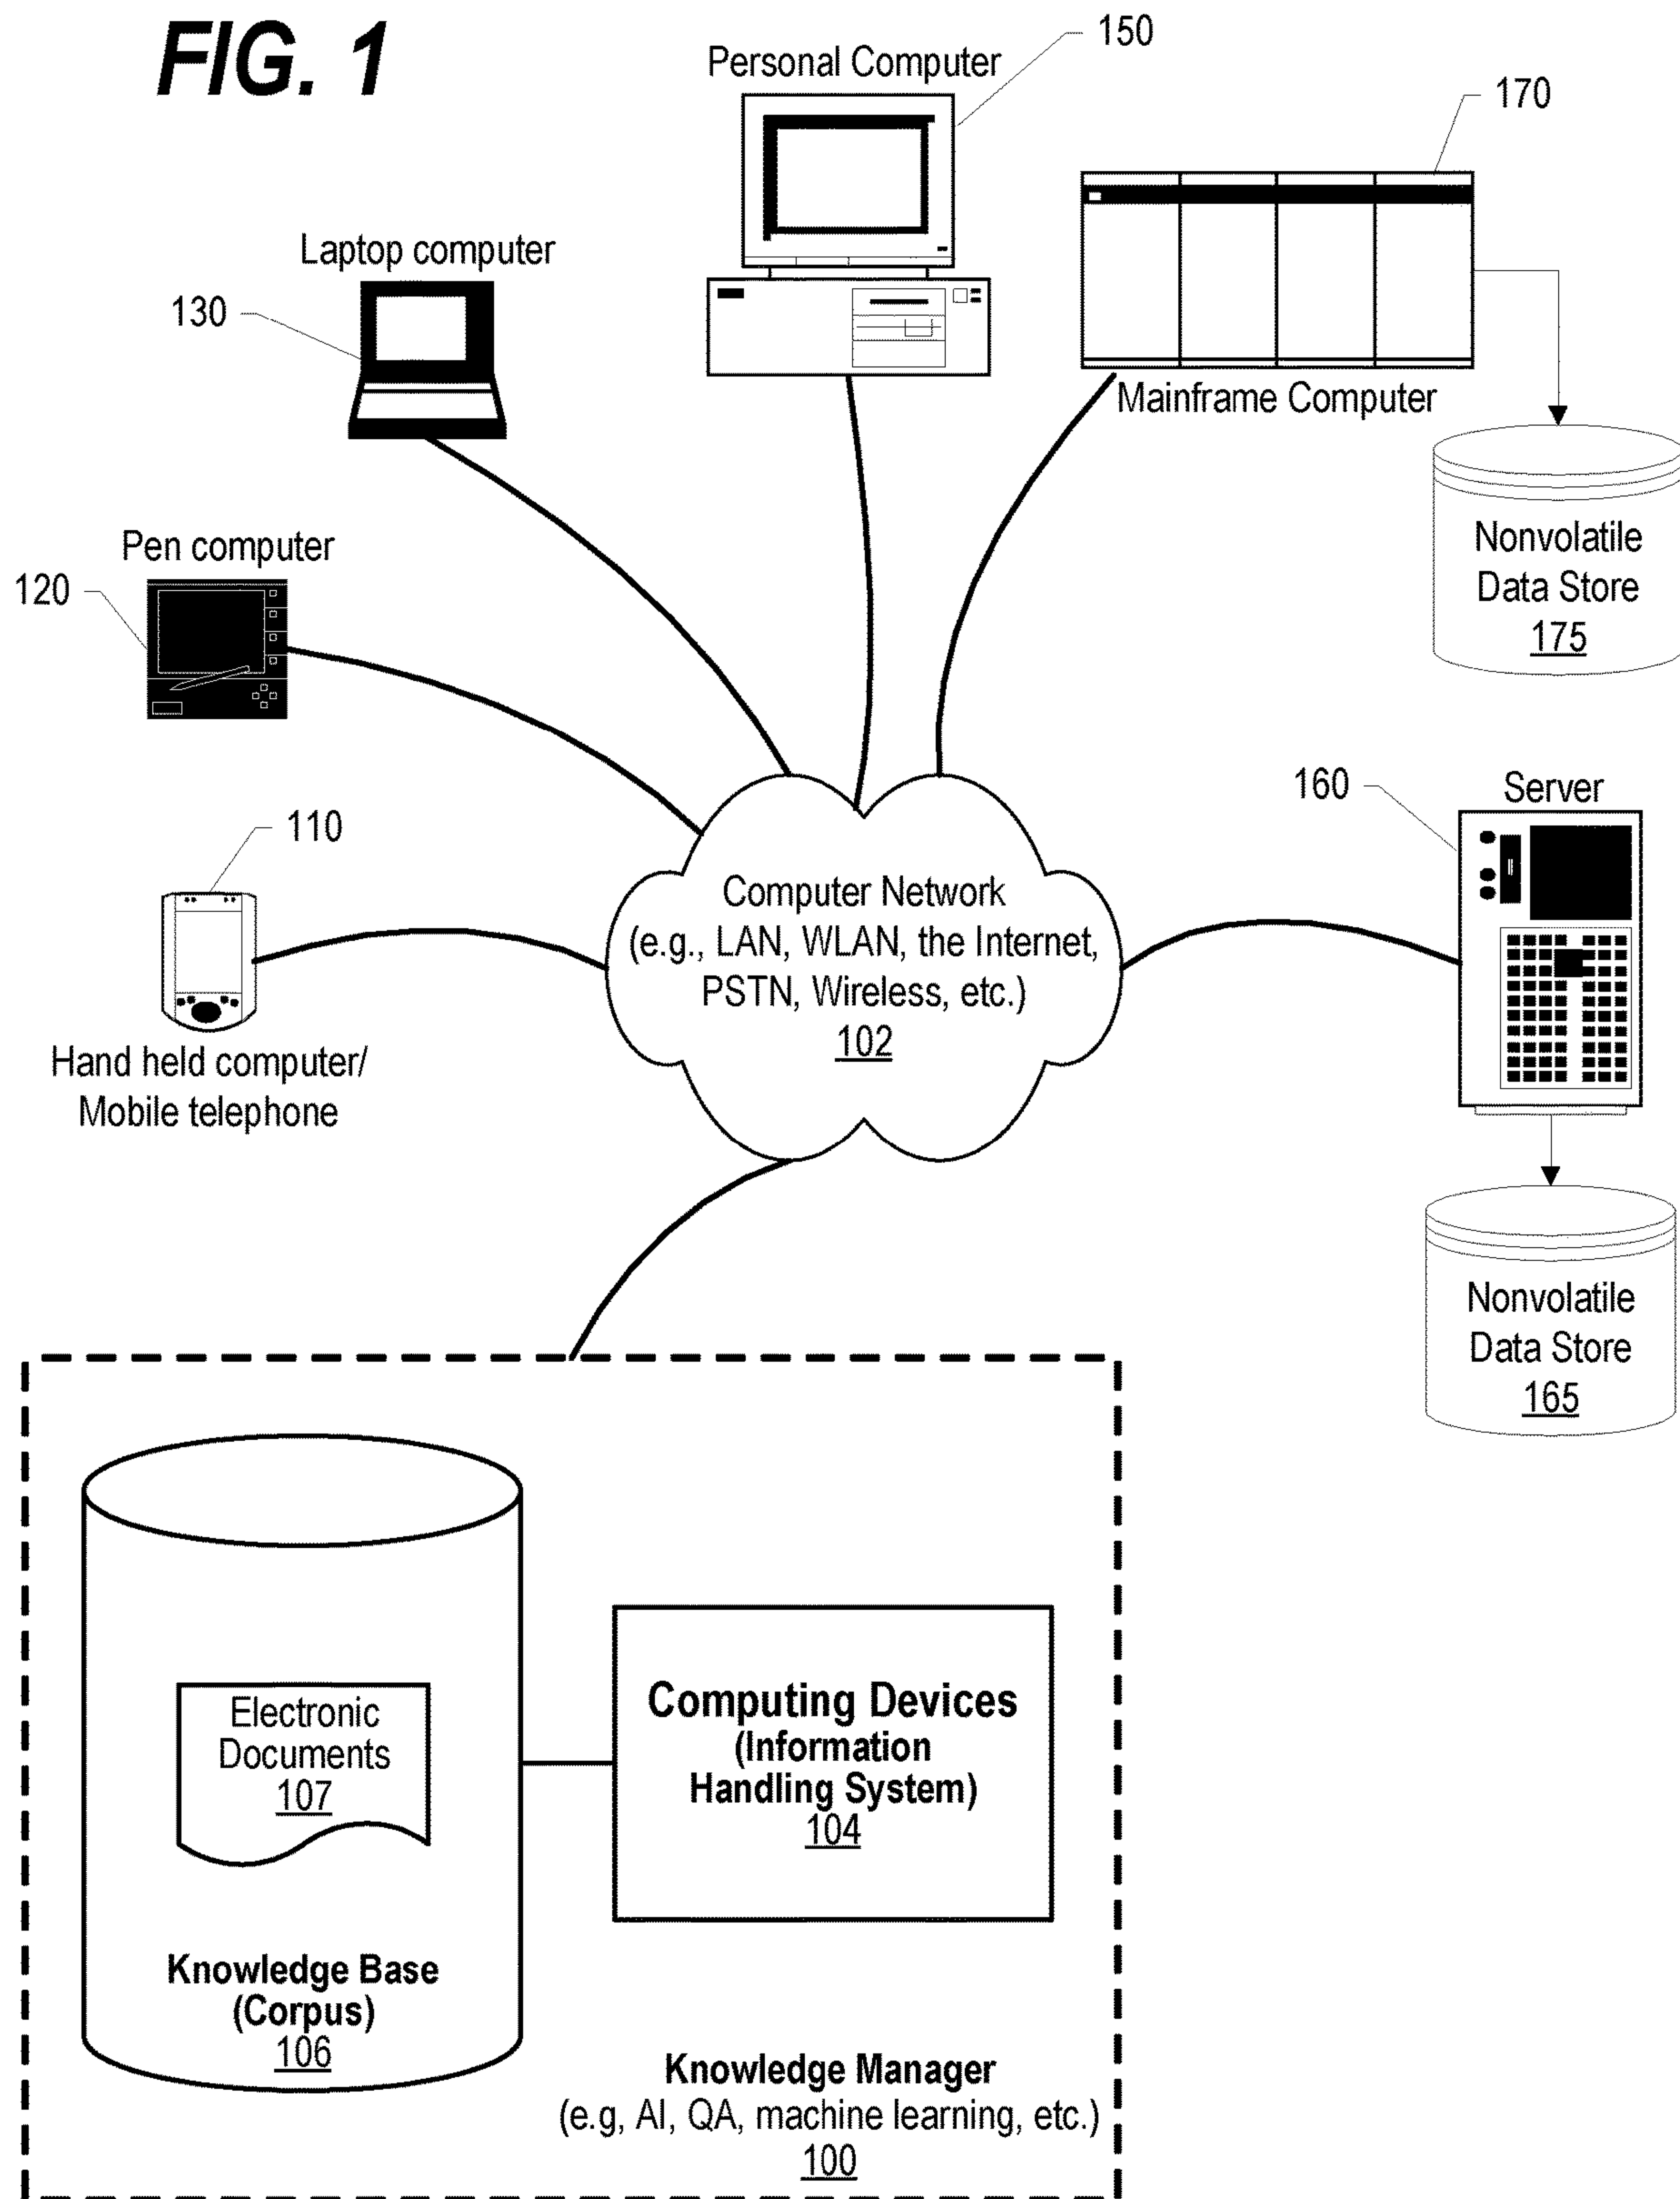 FIG. 1
Personal Computer
150
170
Laptop computer
130
Mainframe Computer
Nonvolatile
Data Store
175
Pen computer
120
160
Server
110
Hand held computer/
Mobile telephone
Computer Network
(e.g., LAN, WLAN, the Internet,
PSTN, Wireless, etc.)
102
Nonvolatile
Data Store
165
Electronic
Documents
107
Knowledge Base
(Corpus)
106
Computing Devices
(Information
Handling System)
104
Knowledge Manager
(e.g, AI, QA, machine learning, etc.)
100